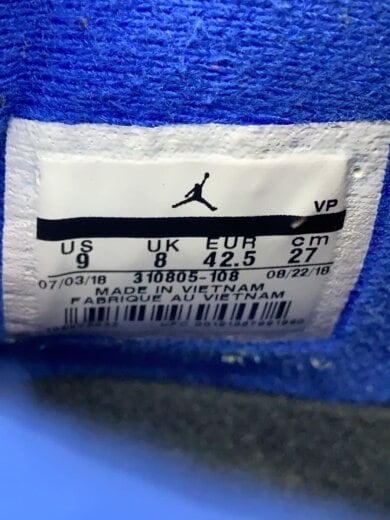 VP
US UK EUR cm
9 8 42.5 27
07/03/18 310805-108 08/22/18
MADE IN VIETNAM
FABRIQUE AU VIETNAM
UPC